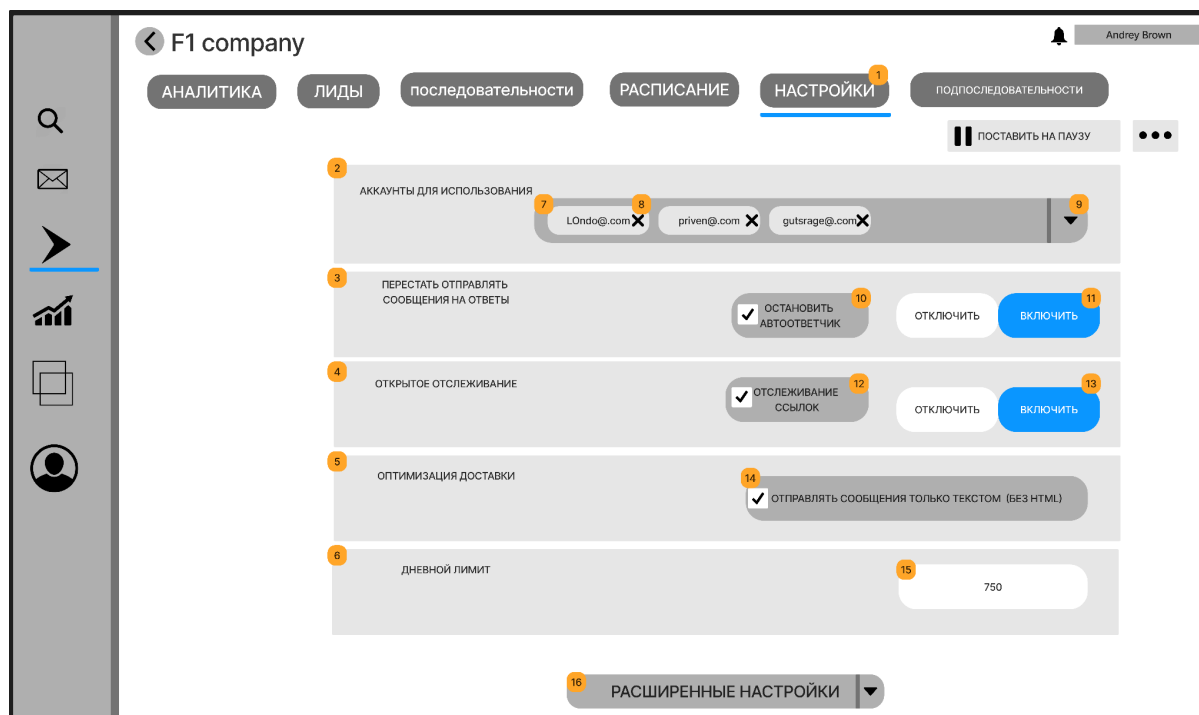 F1 company
Andrey Brown
АНАЛИТИКА
ЛИДЫ
последовательности
РАСПИСАНИЕ
НАСТРОЙКИ
1
ПОДПОСЛЕДОВАТЕЛЬНОСТИ
ПОСТАВИТЬ НА ПАУЗУ
2
АККАУНТЫ ДЛЯ ИСПОЛЬЗОВАНИЯ
7
8
9
LOndo@.com
priven@.com
gutsrage@.com
3
ПЕРЕСТАТЬ ОТПРАВЛЯТЬ
СООБЩЕНИЯ НА ОТВЕТЫ
10
11
ОСТАНОВИТЬ
АВТООТВЕТЧИК
ОТКЛЮЧИТЬ
ВКЛЮЧИТЬ
4
ОТКРЫТОЕ ОТСЛЕЖИВАНИЕ
12
13
ОТСЛЕЖИВАНИЕ
ССЫЛОК
ОТКЛЮЧИТЬ
ВКЛЮЧИТЬ
5
ОПТИМИЗАЦИЯ ДОСТАВКИ
14
ОТПРАВЛЯТЬ СООБЩЕНИЯ ТОЛЬКО ТЕКСТОМ (БЕЗ HTML)
6
ДНЕВНОЙ ЛИМИТ
15
750
16
РАСШИРЕННЫЕ НАСТРОЙКИ